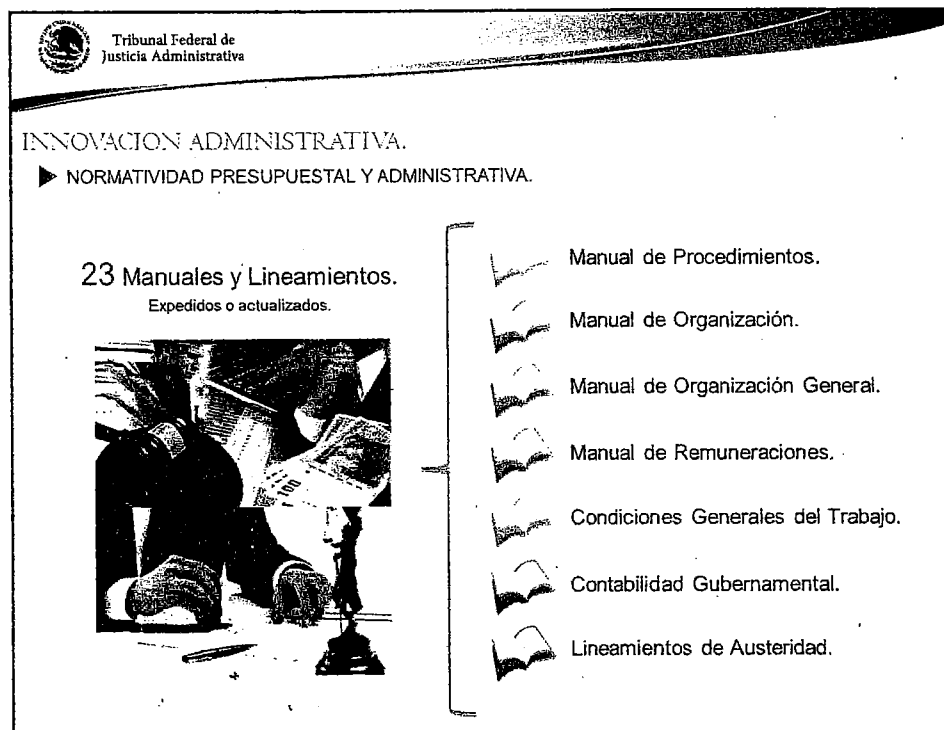 Tribunal Federal de
Justicia Administrativa
INNOVACION ADMINISTRATIVA.
NORMATIVIDAD PRESUPUESTAL Y ADMINISTRATIVA.
23 Manuales y Lineamientos.
Expedidos o actualizados.
100
Manual de Procedimientos.
Manual de Organización.
Manual de Organización General.
Manual de Remuneraciones.
Condiciones Generales del Trabajo.
Contabilidad Gubernamental.
Lineamientos de Austeridad.